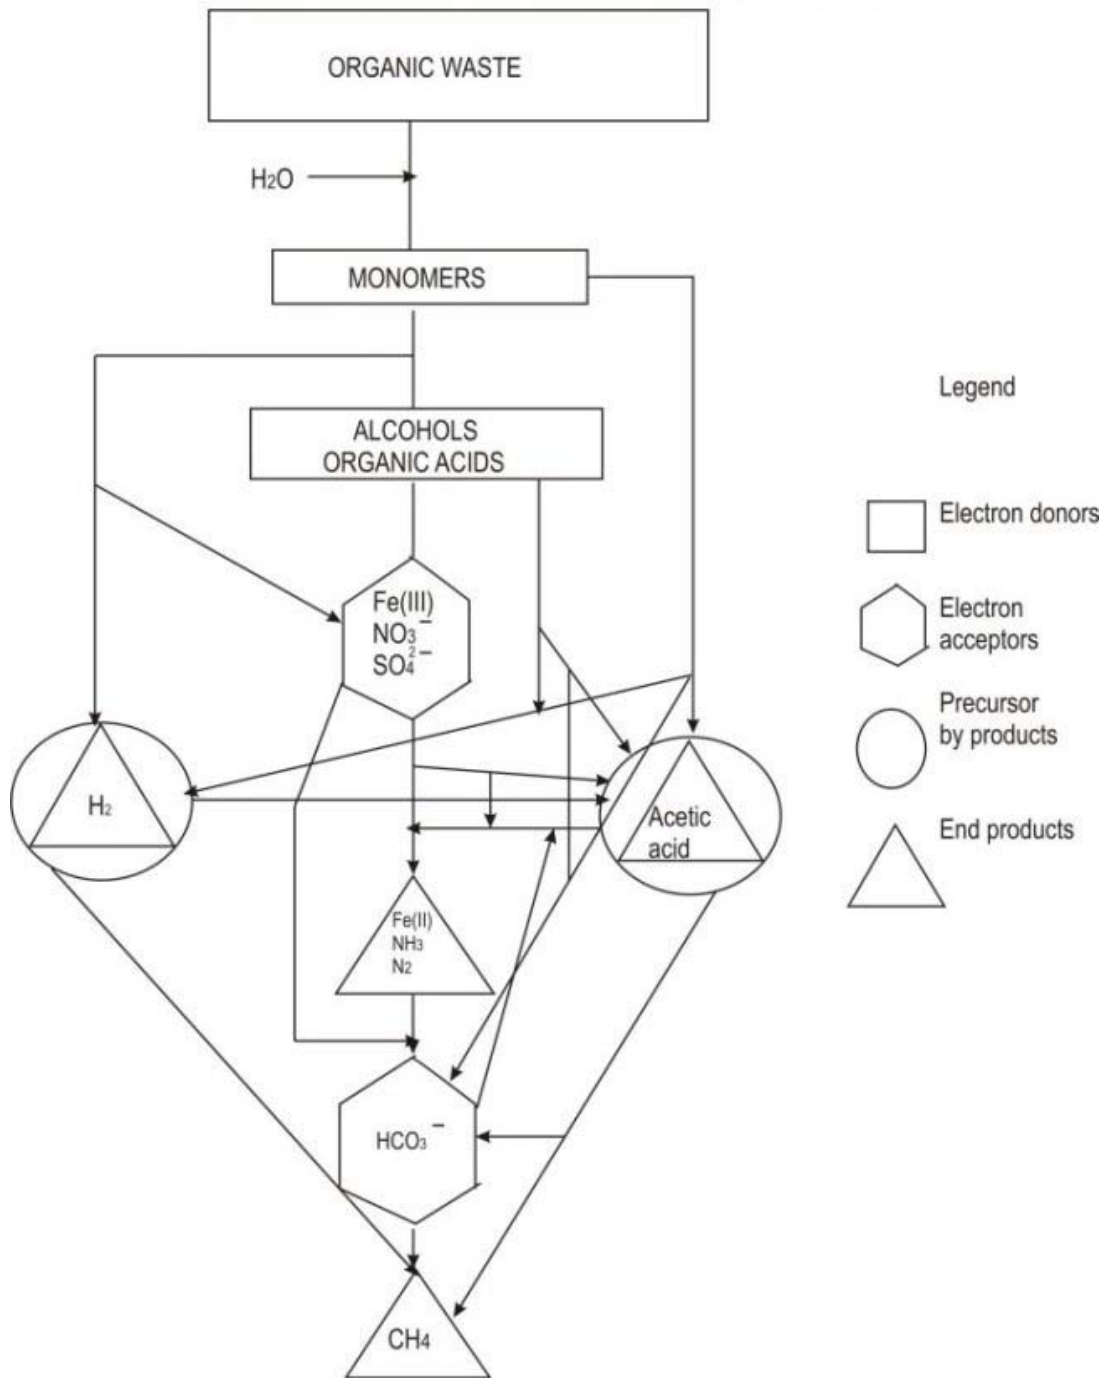 ORGANIC WASTE
H₂O
MONOMERS
ALCOHOLS
ORGANIC ACIDS
Fe(III)
NO₃⁻
SO₄²⁻
H₂
Acetic
acid
Fe(II)
NH₃
N₂
HCO₃⁻
CH₄
Legend
Electron donors
Electron
acceptors
Precursor
by products
End products